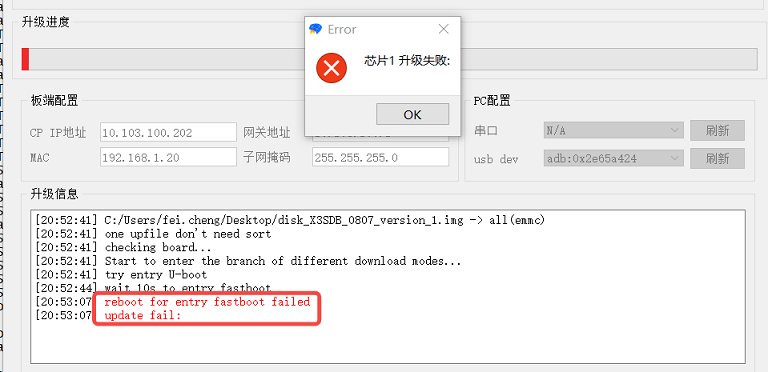 升级进度
Error
芯片1 升级失败:
OK
板端配置
CP IP地址 10.103.100.202 网关地址
MAC 192.168.1.20 子网掩码 255.255.255.0
PC配置
串口 N/A 刷新
usb dev adb:0x2e65a424 刷新
升级信息
[20:52:41] C:/Users/fei.cheng/Desktop/disk_X3SDB_0807_version_1.img -> all(emmc)
[20:52:41] one upfile don't need sort
[20:52:41] checking board...
[20:52:41] Start to enter the branch of different download modes...
[20:52:41] try entry U-boot
[20:52:44] wait 10s to entry fastboot
[20:53:07] reboot for entry fastboot failed
[20:53:07] update fail: